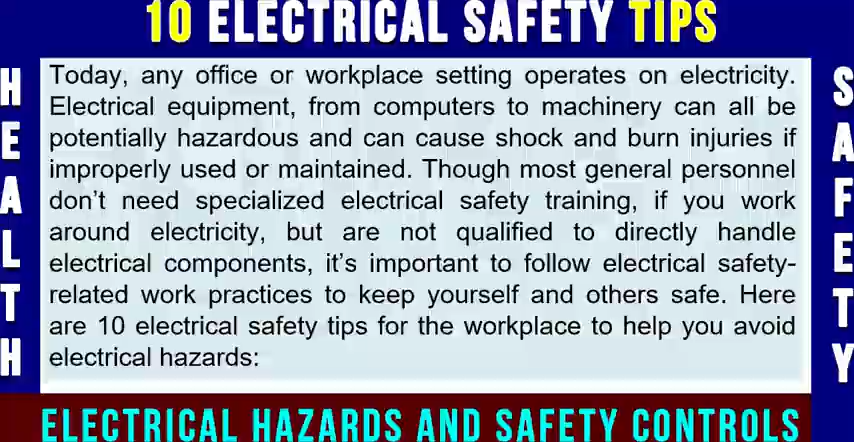 10 ELECTRICAL SAFETY TIPS
HEALTH
Today, any office or workplace setting operates on electricity.
Electrical equipment, from computers to machinery can all be
potentially hazardous and can cause shock and burn injuries if
improperly used or maintained. Though most general personnel
don't need specialized electrical safety training, if you work
around electricity, but are not qualified to directly handle
electrical components, it's important to follow electrical safety-
related work practices to keep yourself and others safe. Here
are 10 electrical safety tips for the workplace to help you avoid
electrical hazards:
SAFETY
ELECTRICAL HAZARDS AND SAFETY CONTROLS